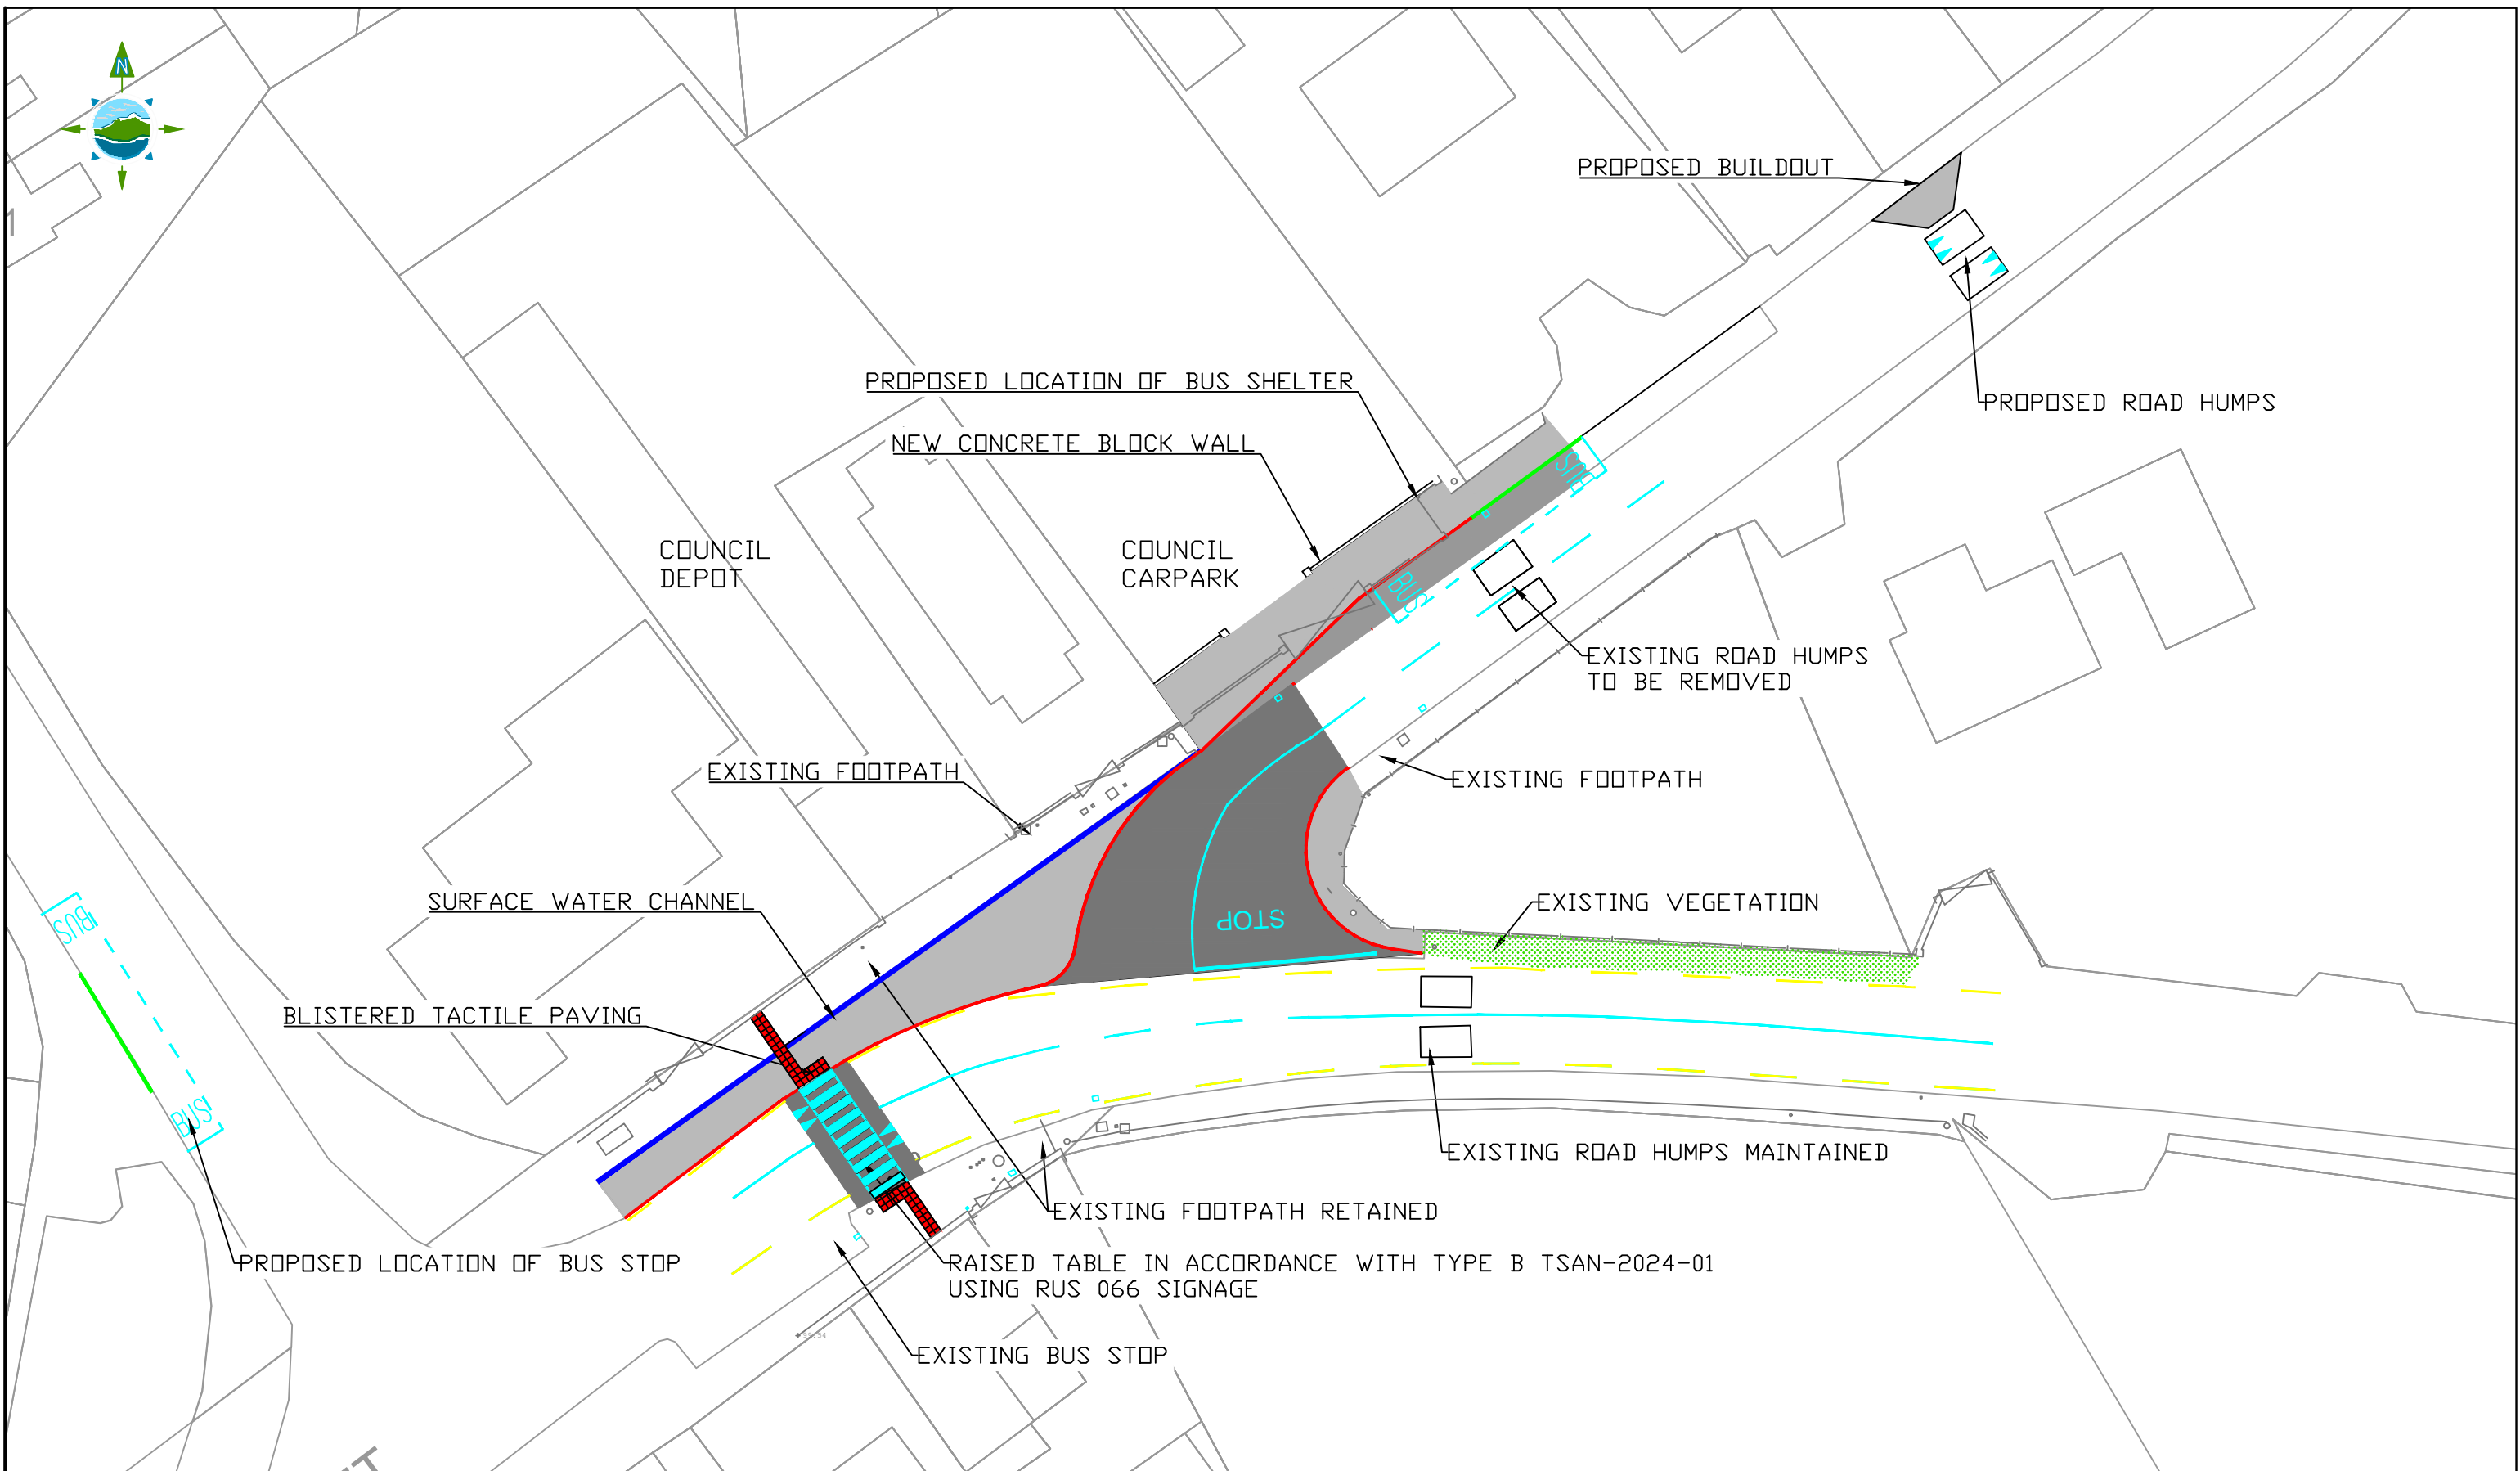 N
PROPOSED BUILDOUT
PROPOSED LOCATION OF BUS SHELTER
PROPOSED ROAD HUMPS
NEW CONCRETE BLOCK WALL
BUS
COUNCIL
DEPOT
COUNCIL
CARPARK
BUS
EXISTING ROAD HUMPS
TO BE REMOVED
EXISTING FOOTPATH
EXISTING FOOTPATH
SURFACE WATER CHANNEL
EXISTING VEGETATION
STOP
BUS
BLISTERED TACTILE PAVING
BUS
EXISTING ROAD HUMPS MAINTAINED
EXISTING FOOTPATH RETAINED
PROPOSED LOCATION OF BUS STOP
RAISED TABLE IN ACCORDANCE WITH TYPE B TSAN-2024-01
USING RUS 066 SIGNAGE
EXISTING BUS STOP